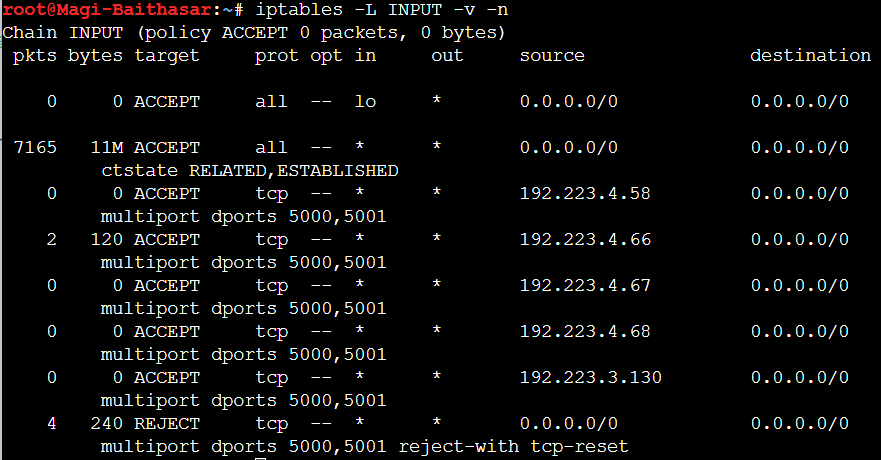 root@Magi-Baithasar:~# iptables -L INPUT -v -n
Chain INPUT (policy ACCEPT 0 packets, 0 bytes)
 pkts bytes target     prot opt in     out     source               destination
    0     0 ACCEPT     all  --  lo     *       0.0.0.0/0            0.0.0.0/0
 7165   11M ACCEPT     all  --  *      *       0.0.0.0/0            0.0.0.0/0
         ctstate RELATED,ESTABLISHED
    0     0 ACCEPT     tcp  --  *      *       192.223.4.58         0.0.0.0/0
         multiport dports 5000,5001
    2   120 ACCEPT     tcp  --  *      *       192.223.4.66         0.0.0.0/0
         multiport dports 5000,5001
    0     0 ACCEPT     tcp  --  *      *       192.223.4.67         0.0.0.0/0
         multiport dports 5000,5001
    0     0 ACCEPT     tcp  --  *      *       192.223.4.68         0.0.0.0/0
         multiport dports 5000,5001
    0     0 ACCEPT     tcp  --  *      *       192.223.3.130        0.0.0.0/0
         multiport dports 5000,5001
    4   240 REJECT     tcp  --  *      *       0.0.0.0/0            0.0.0.0/0
         multiport dports 5000,5001 reject-with tcp-reset